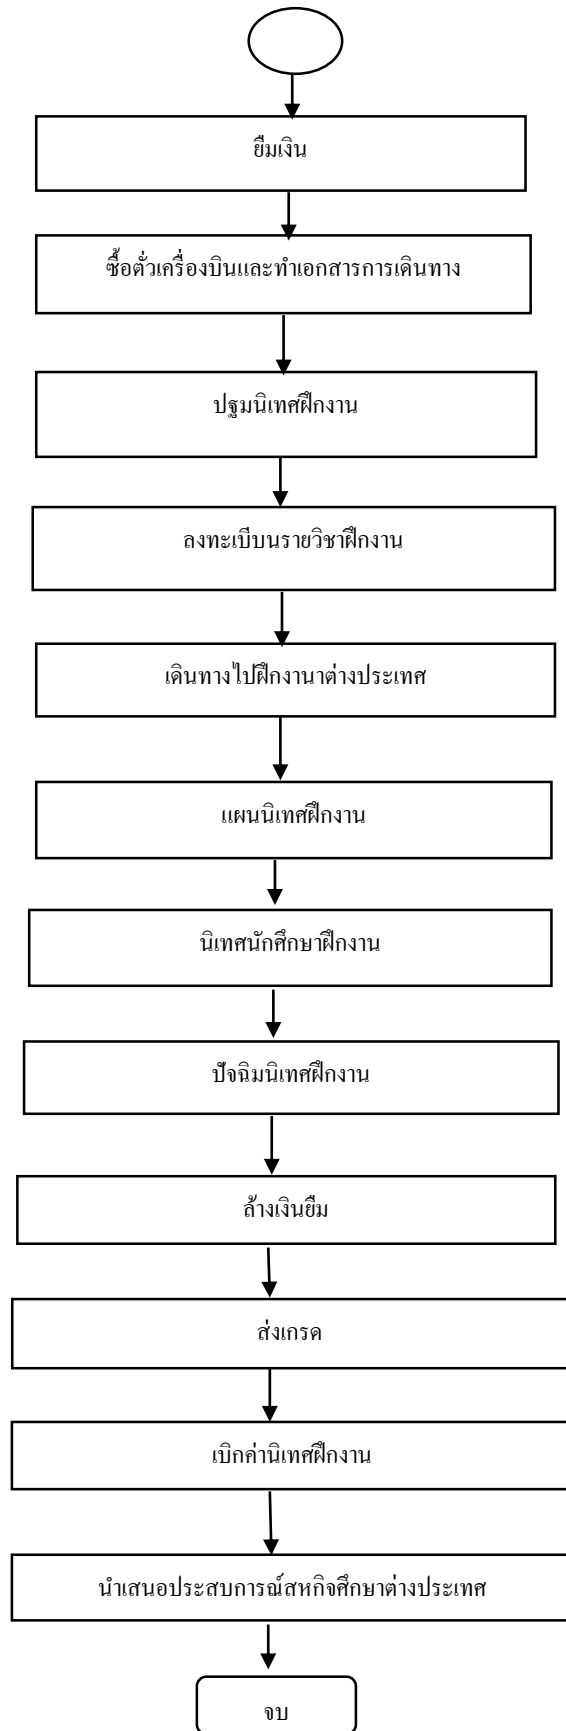 ยืมเงิน
ซื้อตั่วเครื่องบินและทำเอกสารการเดินทาง
ปฐมนิเทศฝึกงาน
ลงทะเบีบนรายวิชาฝึกงาน
เดินทางไปฝึกงานาต่างประเทศ
แผนนิเทศฝึกงาน
นิเทศนักศึกษาฝึกงาน
ปัจฉิมนิเทศฝึกงาน
ล้างเงินยืม
ส่งเกรด
เบิกค่านิเทศฝึกงาน
นำเสนอประสบการณ์สหกิจศึกษาต่างประเทศ
จบ